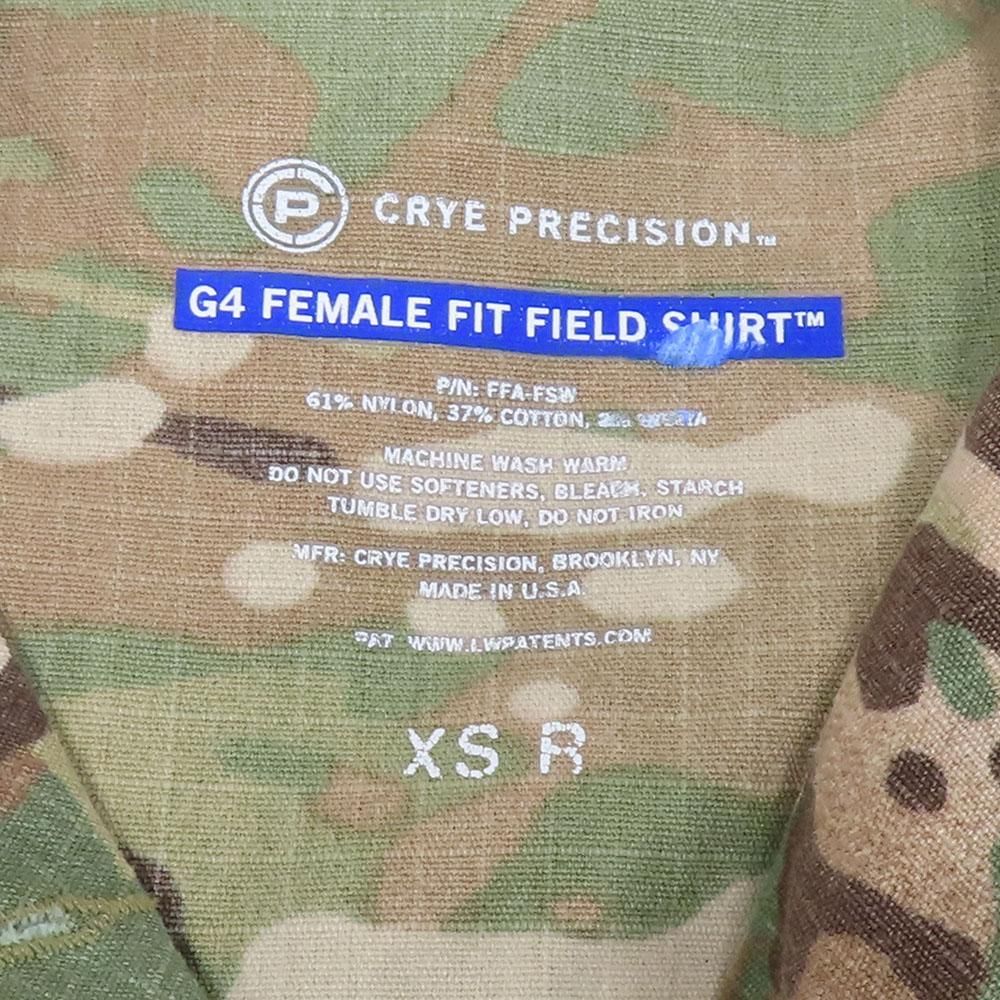 CP CRYE PRECISION™
G4 FEMALE FIT FIELD SHIRT™
P/N: FFA-FSW
61% NYLON, 37% COTTON,
MACHINE WASH WARM
DO NOT USE SOFTENERS, BLEACH, STARCH
TUMBLE DRY LOW, DO NOT IRON
MFR: CRYE PRECISION, BROOKLYN, NY
MADE IN U.S.A.
PAT WWW.LWPATENTS.COM
XS R